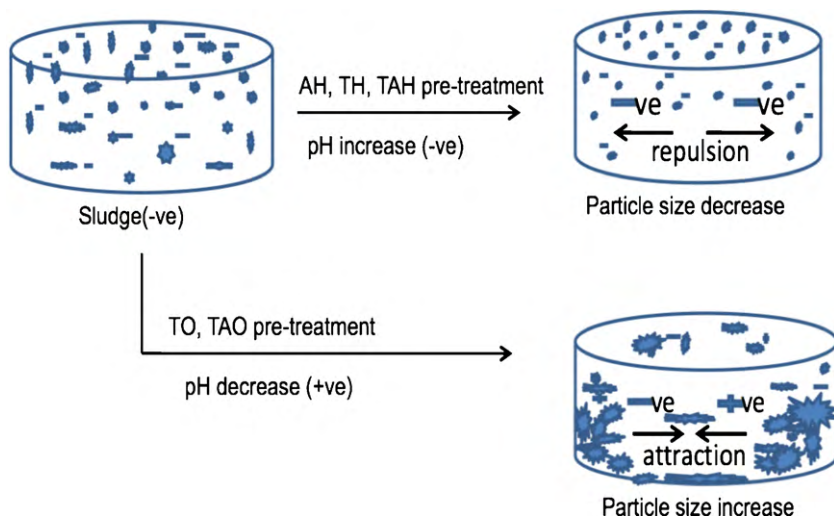 AH, TH, TAH pre-treatment
pH increase (-ve)
Sludge(-ve)
ve ve
repulsion
Particle size decrease
TO, TAO pre-treatment
pH decrease (+ve)
ve ve
attraction
Particle size increase